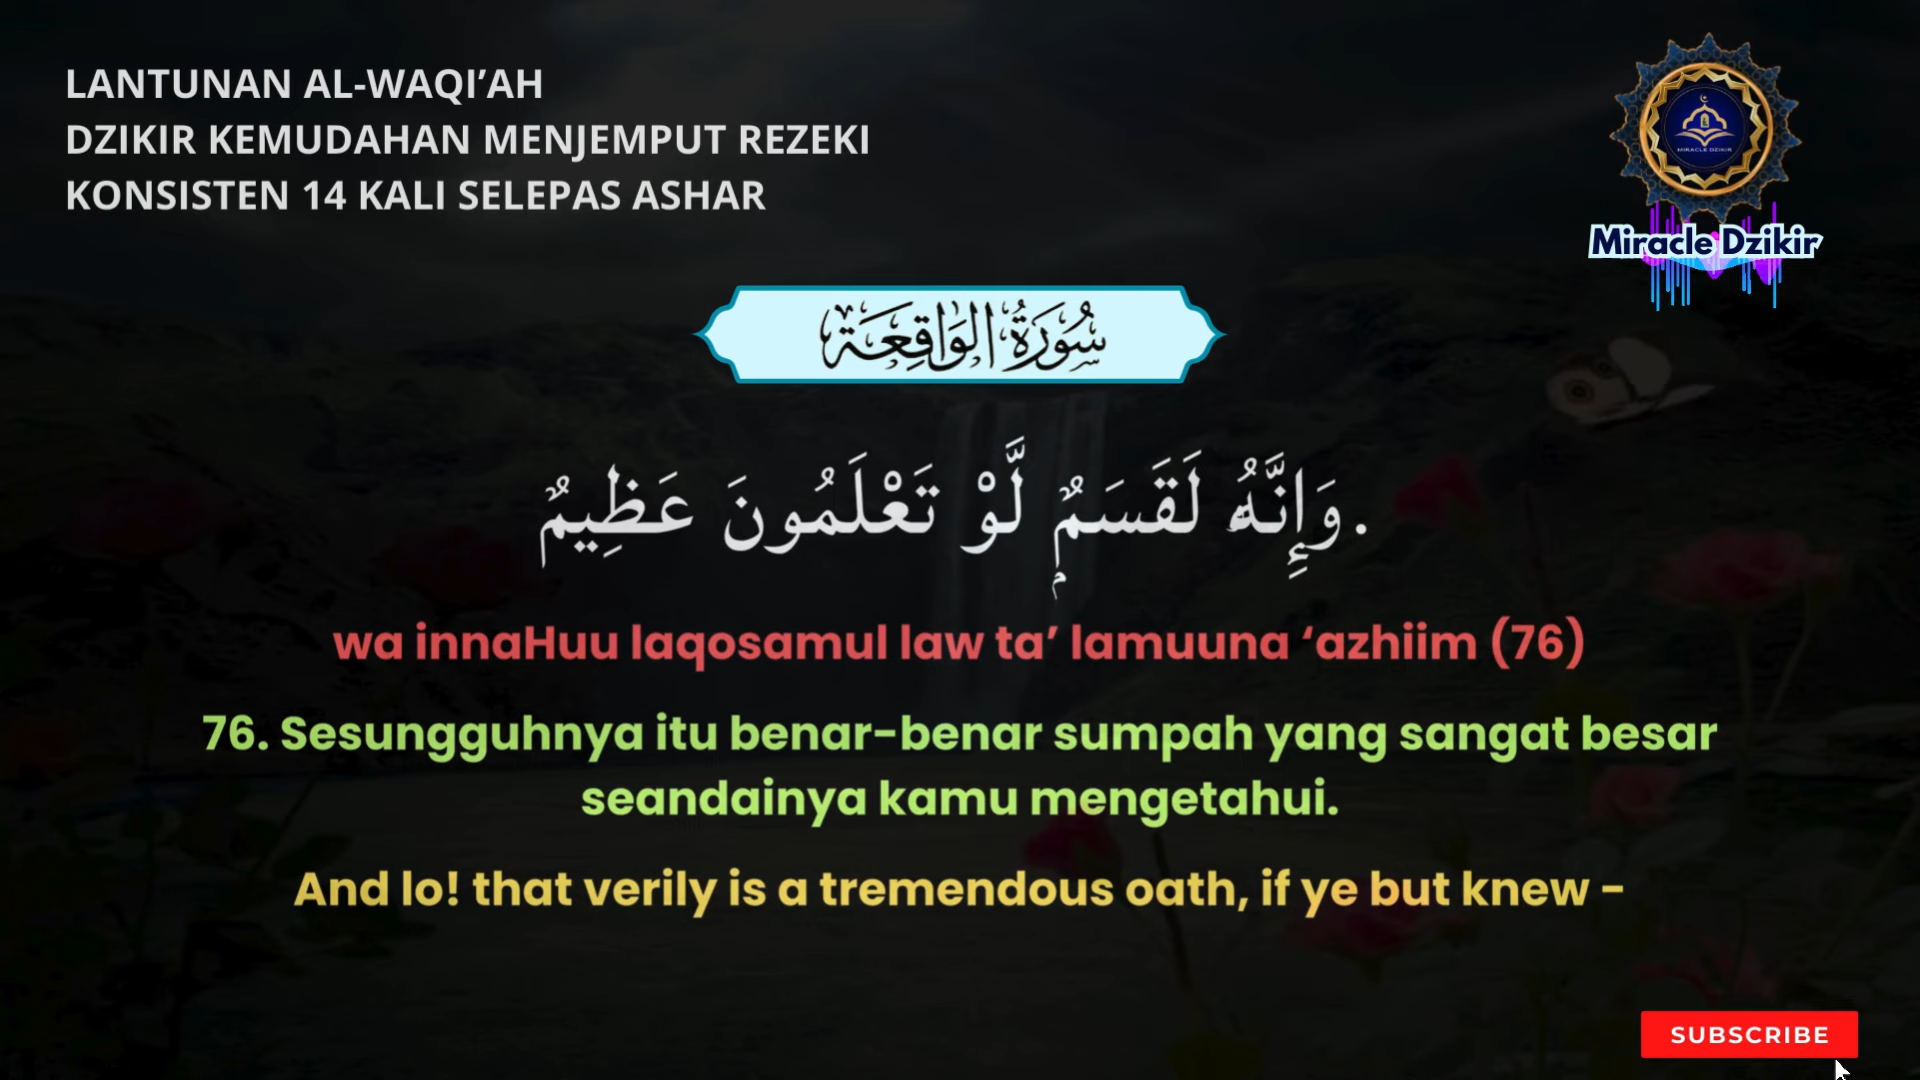 LANTUNAN AL-WAQI’AH
DZIKIR KEMUDAHAN MENJEMPUT REZEKI
KONSISTEN 14 KALI SELEPAS ASHAR
MIRACLE DZIKIR
Miracle Dzikir
سُورَةُ الوَاقِعَة
.وَإِنَّهُۥ لَقَسَمٌۭ لَّوْ تَعْلَمُونَ عَظِيمٌ
wa innaHuu laqosamul law ta’ lamuuna ‘azhiim (76)
76. Sesungguhnya itu benar-benar sumpah yang sangat besar
seandainya kamu mengetahui.
And lo! that verily is a tremendous oath, if ye but knew -
SUBSCRIBE